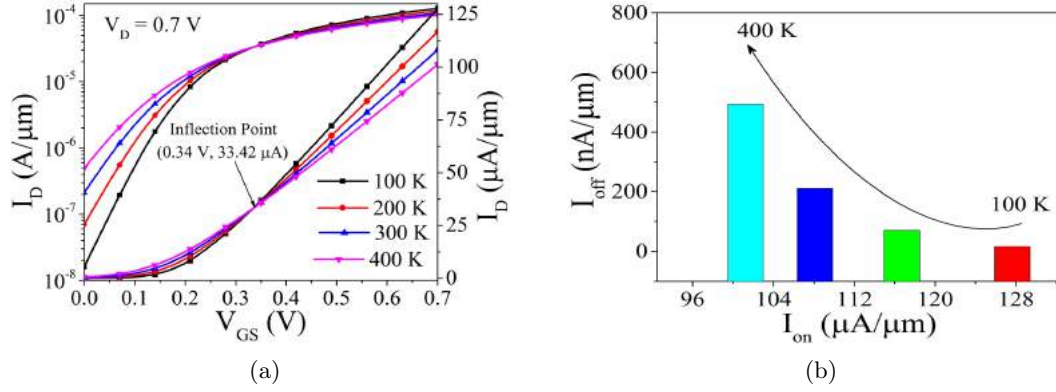 V_D = 0.7 V
10^-4
10^-5
10^-6
10^-7
10^-8
I_D (A/μm)
Inflection Point
(0.34 V, 33.42 μA)
100 K
200 K
300 K
400 K
125
100
75
50
25
0
I_D (μA/μm)
0.0 0.1 0.2 0.3 0.4 0.5 0.6 0.7
V_GS (V)
(a)
800
600
400
200
0
I_off (nA/μm)
400 K
100 K
96 104 112 120 128
I_on (μA/μm)
(b)